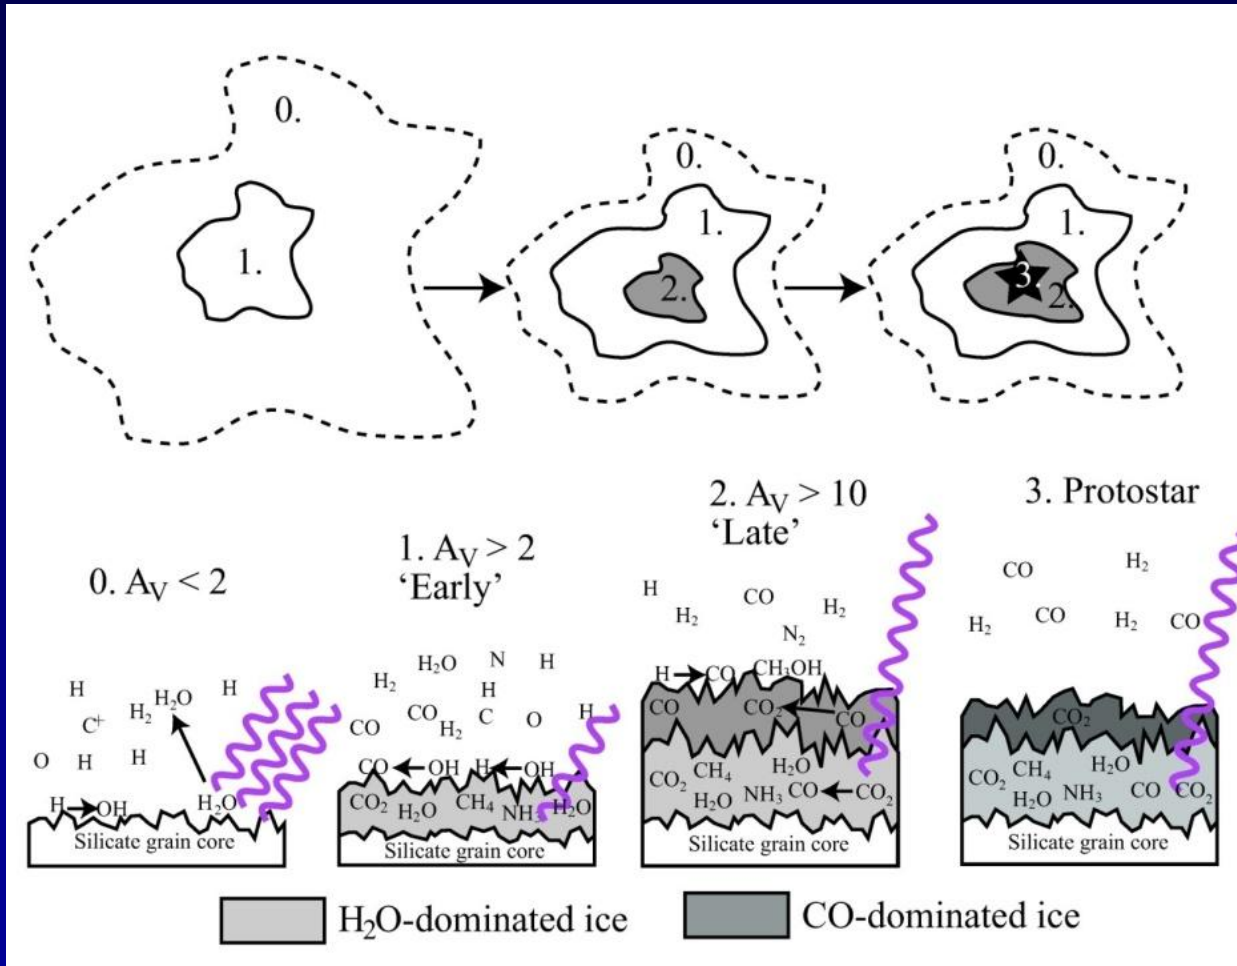 0.
1.
0.
1.
2.
0.
1.
3.
2.
0. A_V < 2
1. A_V > 2
'Early'
2. A_V > 10
'Late'
3. Protostar
H
H₂O
H
C⁺
H₂
O
H
H
H
OH
H₂O
Silicate grain core
H₂O
N
H
H₂
H
CO
CO
H₂
C
O
H
CO
OH
H
OH
CO₂
H₂O
CH₄
NH₃
H₂O
Silicate grain core
H
CO
H₂
H₂
N₂
H
CO
CH₃OH
CO
CO₂
CO
CO₂
CH₄
H₂O
H₂O
NH₃
CO
CO₂
Silicate grain core
CO
H₂
H₂
CO
H₂
CO
CO₂
CO₂
CH₄
H₂O
H₂O
NH₃
CO
CO₂
Silicate grain core
H₂O-dominated ice
CO-dominated ice